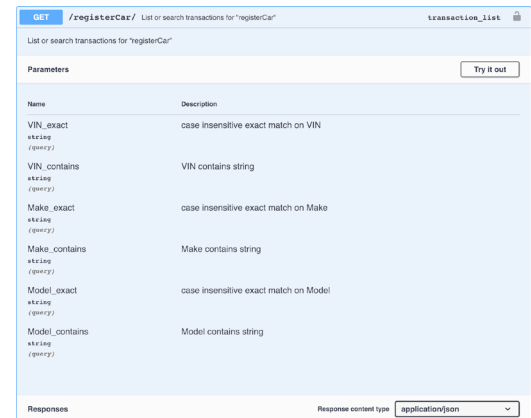 GET /registerCar/ List or search transactions for "registerCar" transaction_list
List or search transactions for "registerCar"
Parameters Try it out
Name Description
VIN_exact case insensitive exact match on VIN
string
(query)
VIN_contains VIN contains string
string
(query)
Make_exact case insensitive exact match on Make
string
(query)
Make_contains Make contains string
string
(query)
Model_exact case insensitive exact match on Model
string
(query)
Model_contains Model contains string
string
(query)
Responses Response content type application/json